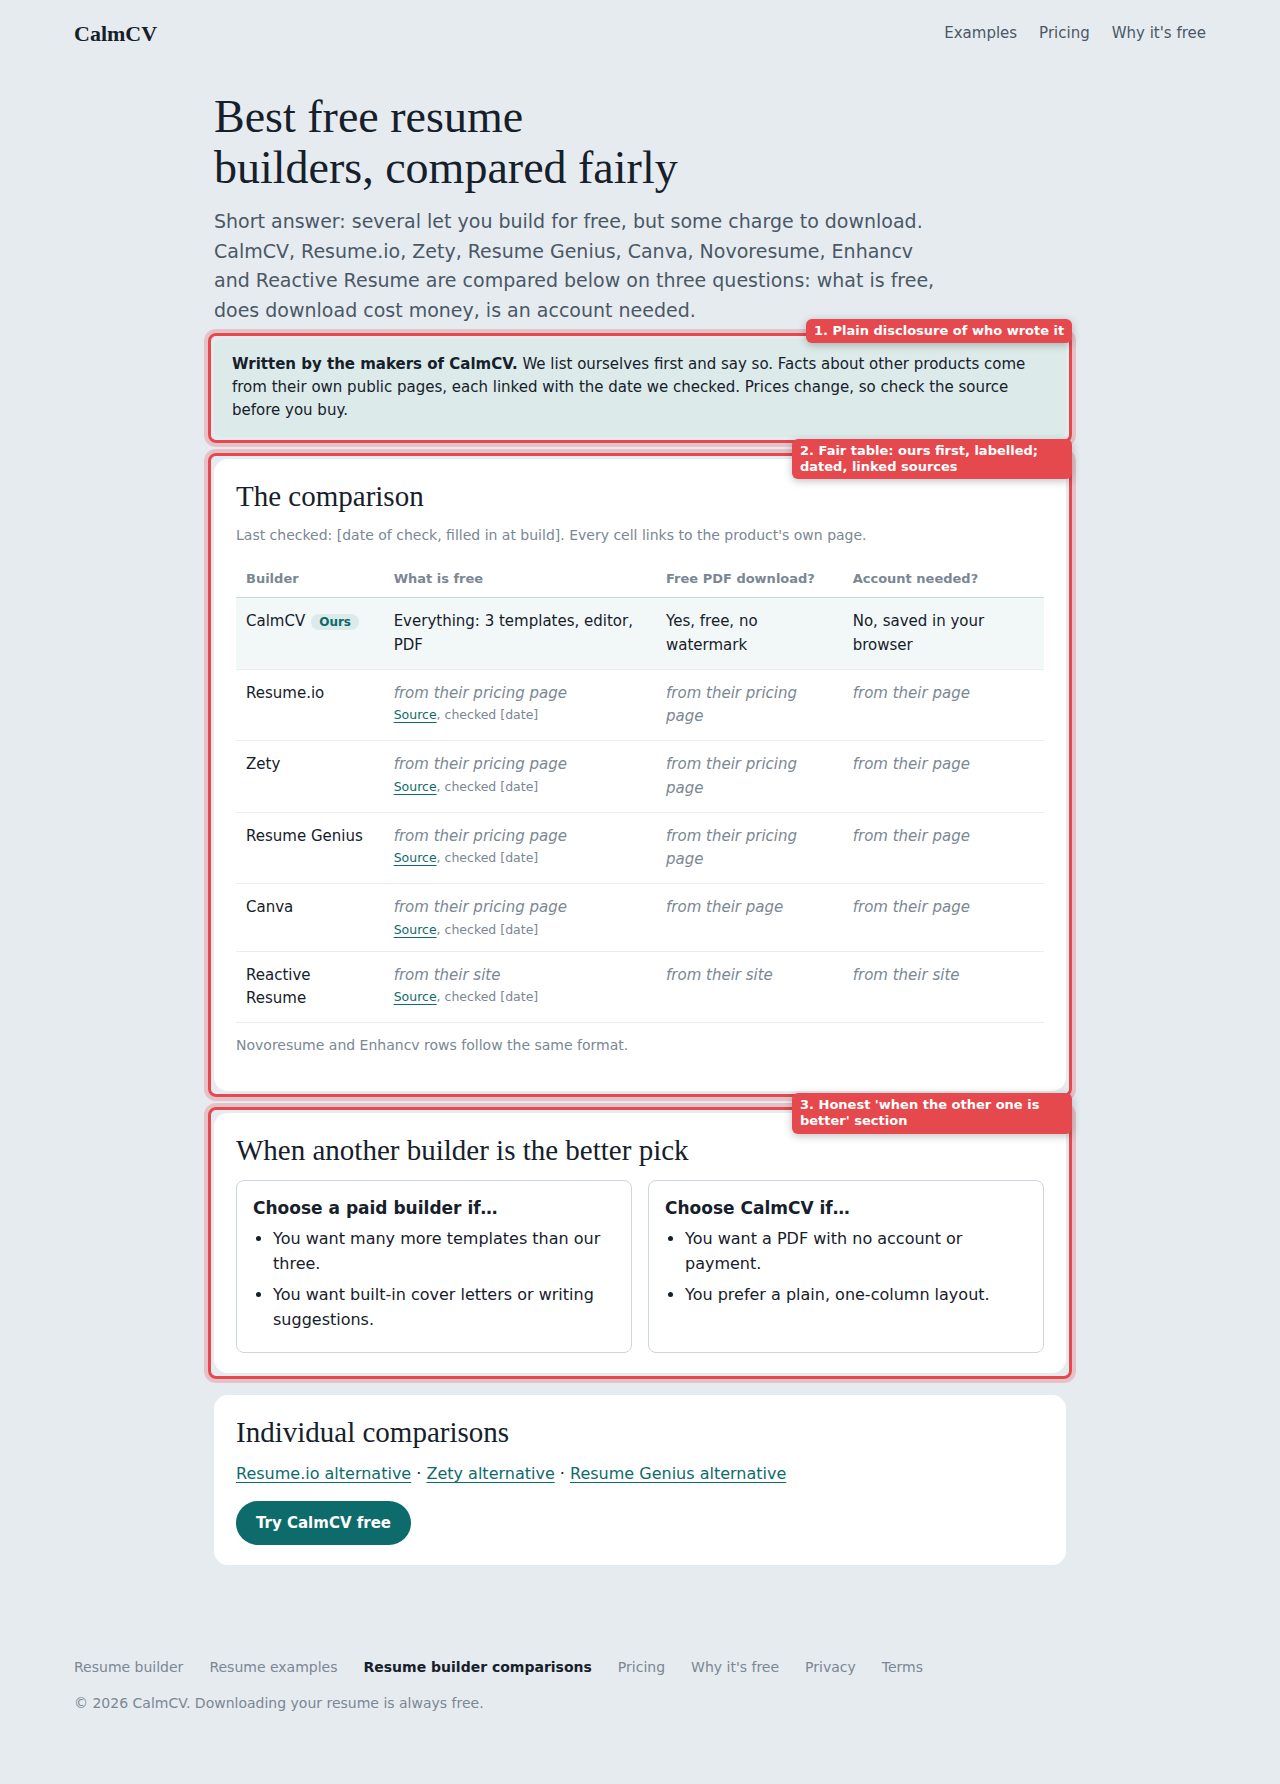 CalmCV
Examples Pricing Why it's free
Best free resume
builders, compared fairly
Short answer: several let you build for free, but some charge to download.
CalmCV, Resume.io, Zety, Resume Genius, Canva, Novoresume, Enhancv
and Reactive Resume are compared below on three questions: what is free,
does download cost money, is an account needed.
1. Plain disclosure of who wrote it
Written by the makers of CalmCV. We list ourselves first and say so. Facts about other products come
from their own public pages, each linked with the date we checked. Prices change, so check the source
before you buy.
2. Fair table: ours first, labelled;
dated, linked sources
The comparison
Last checked: [date of check, filled in at build]. Every cell links to the product's own page.
Builder What is free Free PDF download? Account needed?
CalmCV Ours Everything: 3 templates, editor, Yes, free, no No, saved in your
PDF watermark browser
Resume.io from their pricing page from their pricing from their page
Source, checked [date] page
Zety from their pricing page from their pricing from their page
Source, checked [date] page
Resume Genius from their pricing page from their pricing from their page
Source, checked [date] page
Canva from their pricing page from their page from their page
Source, checked [date]
Reactive from their site from their site from their site
Resume Source, checked [date]
Novoresume and Enhancv rows follow the same format.
3. Honest 'when the other one is
better' section
When another builder is the better pick
Choose a paid builder if…
• You want many more templates than our
three.
• You want built-in cover letters or writing
suggestions.
Choose CalmCV if…
• You want a PDF with no account or
payment.
• You prefer a plain, one-column layout.
Individual comparisons
Resume.io alternative · Zety alternative · Resume Genius alternative
Try CalmCV free
Resume builder Resume examples Resume builder comparisons Pricing Why it's free Privacy Terms
© 2026 CalmCV. Downloading your resume is always free.